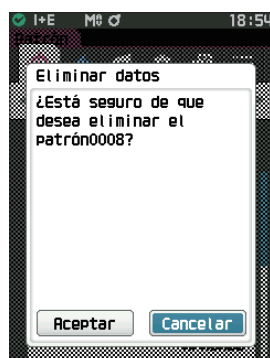 I+E M 18:54
Patrón
Eliminar datos
¿Está seguro de que
desea eliminar el
patrón0008?
Aceptar Cancelar